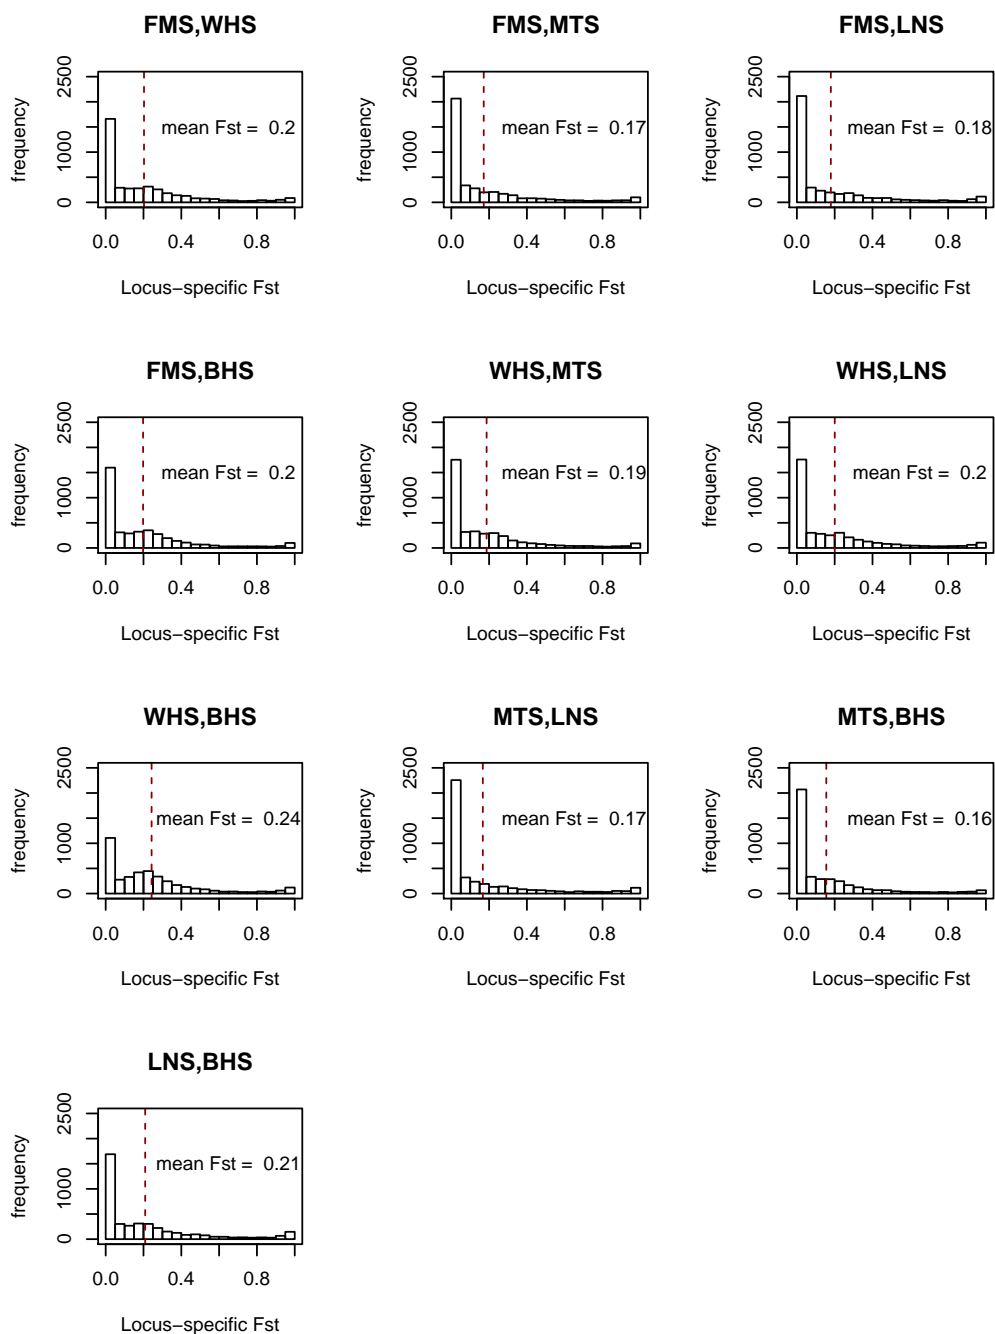 FMS,WHS
FMS,MTS
FMS,LNS
frequency
0
1000
2500
mean Fst = 0.2
0.0 0.4 0.8
Locus−specific Fst
frequency
0
1000
2500
mean Fst = 0.17
0.0 0.4 0.8
Locus−specific Fst
frequency
0
1000
2500
mean Fst = 0.18
0.0 0.4 0.8
Locus−specific Fst
FMS,BHS
WHS,MTS
WHS,LNS
frequency
0
1000
2500
mean Fst = 0.2
0.0 0.4 0.8
Locus−specific Fst
frequency
0
1000
2500
mean Fst = 0.19
0.0 0.4 0.8
Locus−specific Fst
frequency
0
1000
2500
mean Fst = 0.2
0.0 0.4 0.8
Locus−specific Fst
WHS,BHS
MTS,LNS
MTS,BHS
frequency
0
1000
2500
mean Fst = 0.24
0.0 0.4 0.8
Locus−specific Fst
frequency
0
1000
2500
mean Fst = 0.17
0.0 0.4 0.8
Locus−specific Fst
frequency
0
1000
2500
mean Fst = 0.16
0.0 0.4 0.8
Locus−specific Fst
LNS,BHS
frequency
0
1000
2500
mean Fst = 0.21
0.0 0.4 0.8
Locus−specific Fst